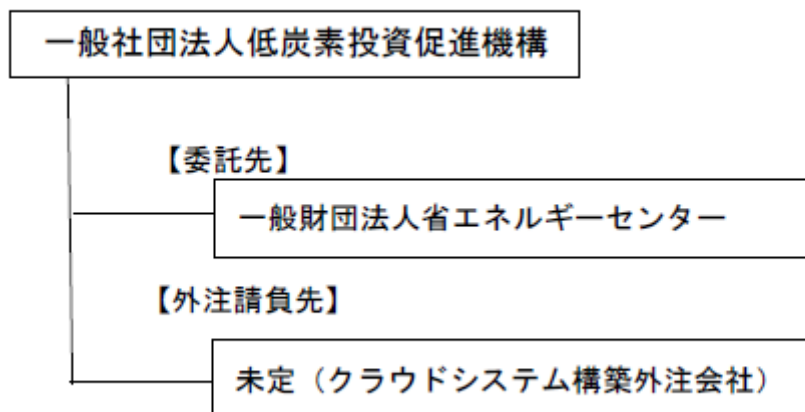 一般社団法人低炭素投資促進機構
【委託先】
一般財団法人省エネルギーセンター
【外注請負先】
未定（クラウドシステム構築外注会社）